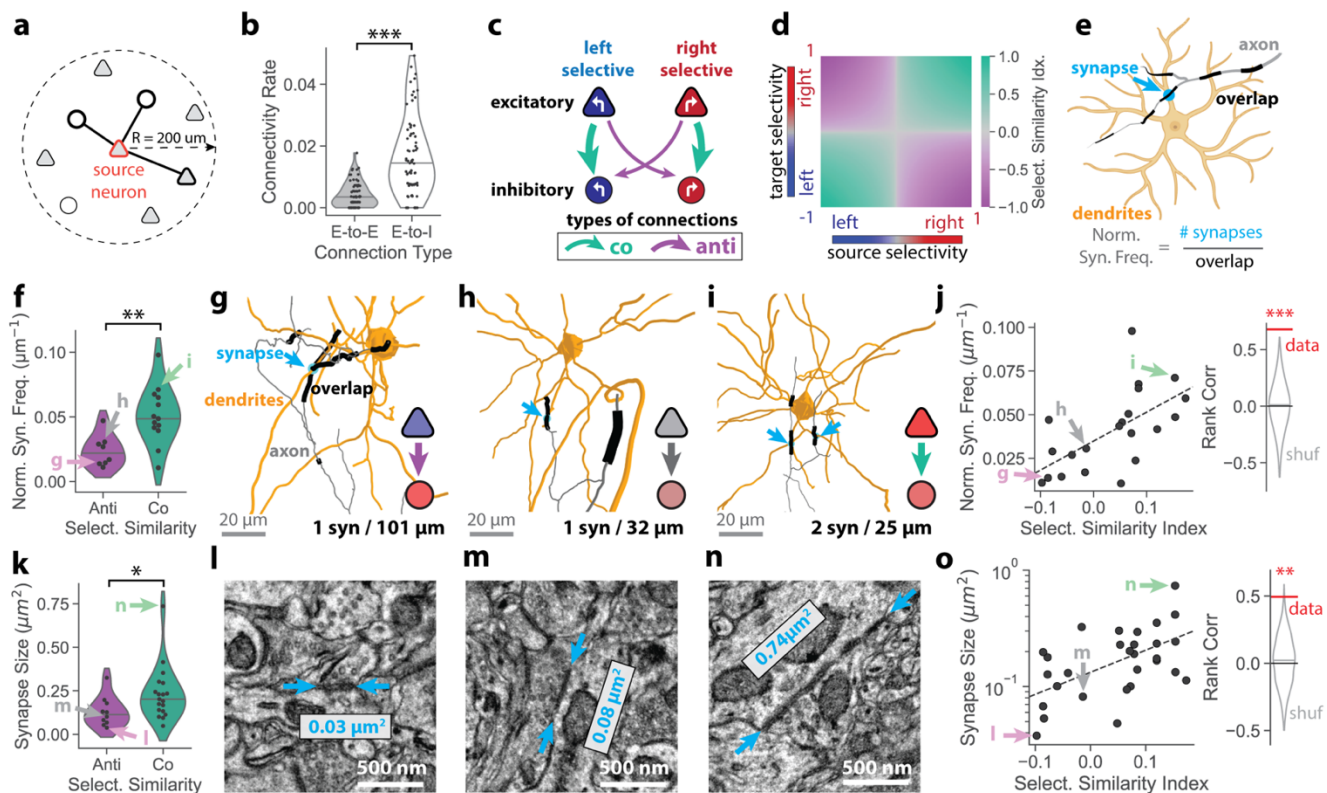 a
R = 200 um
source
neuron
b
***
Connectivity Rate
0.04
0.02
0.00
E-to-E
E-to-I
Connection Type
c
left
selective
right
selective
excitatory
inhibitory
types of connections
co
anti
d
1
right
target selectivity
left
-1
left
right
1
source selectivity
1.0
0.5
0.0
−0.5
−1.0
Select. Similarity Idx.
e
axon
synapse
overlap
dendrites
Norm.
Syn. Freq.
=
# synapses
overlap
f
**
Norm. Syn. Freq. (μm⁻¹)
0.10
0.05
0.00
i
h
g
Anti
Co
Select. Similarity
g
synapse
overlap
dendrites
axon
20 μm
1 syn / 101 μm
h
1 syn / 32 μm
20 μm
i
2 syn / 25 μm
20 μm
j
Norm. Syn. Freq. (μm⁻¹)
0.100
0.075
0.050
0.025
i
h
g
0.0
0.1
Select. Similarity Index
***
data
Rank Corr
0.5
0.0
−0.5
shuf
k
*
Synapse Size (μm²)
0.75
0.50
0.25
0.00
n
m
l
Anti
Co
Select. Similarity
l
0.03 μm²
500 nm
m
0.08 μm²
500 nm
n
0.74μm²
500 nm
o
Synapse Size (μm²)
10⁰
10⁻¹
n
m
l
−0.1
0.0
0.1
Select. Similarity Index
**
data
Rank Corr
0.5
0.0
−0.5
shuf